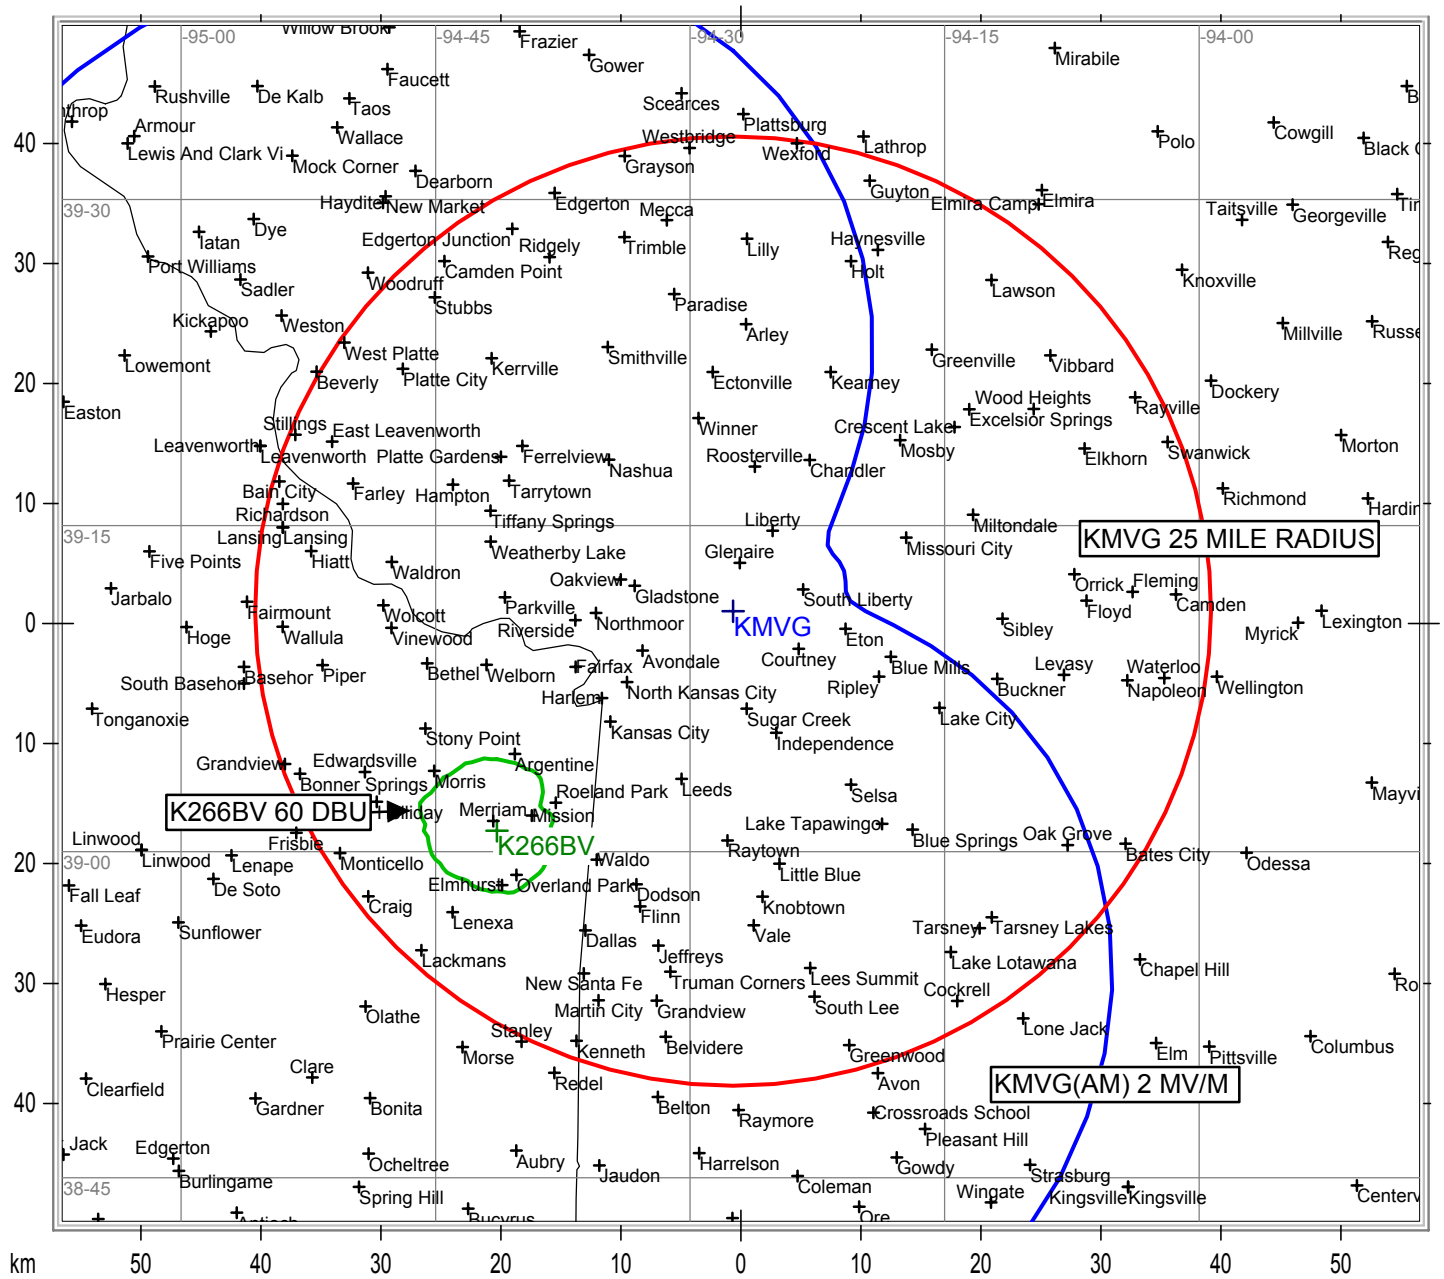 Willow Brook
-95-00
-94-45
Frazier
-94-30
-94-15
-94-00
Gower
Mirabile
Faucett
Rushville
De Kalb
Taos
Scearces
Plattsburg
Armour
Wallace
Westbridge
Wexford
Lathrop
Polo
Cowgill
40
Lewis And Clark Vi
Mock Corner
Grayson
Dearborn
Guyton
Haydite
New Market
Edgerton
Elmira Camp
Elmira
39-30
Mecca
Taitsville
Georgeville
Iatan
Dye
Edgerton Junction
Ridgely
Trimble
Lilly
Haynesville
30
Port Williams
Sadler
Woodruff
Camden Point
Holt
Knoxville
Stubbs
Paradise
Lawson
Kickapoo
Weston
Arley
Millville
Lowemont
West Platte
Kerrville
Smithville
Greenville
Vibbard
20
Beverly
Platte City
Ectonville
Kearney
Dockery
Easton
Wood Heights
Rayville
Stillings
East Leavenworth
Winner
Crescent Lake
Excelsior Springs
Leavenworth
Leavenworth
Platte Gardens
Ferrelview
Nashua
Roosterville
Chandler
Mosby
Elkhorn
Swanwick
Morton
10
Bain City
Farley
Hampton
Tarrytown
Richmond
Richardson
Tiffany Springs
Liberty
Miltondale
39-15
Lansing
Lansing
Five Points
Hiatt
Weatherby Lake
Glenaire
Missouri City
KMVG 25 MILE RADIUS
Waldron
Oakview
Jarbalo
Gladstone
South Liberty
Orrick
Fleming
Fairmount
Wolcott
Parkville
Floyd
Camden
0
Hoge
Wallula
Vinewood
Riverside
Northmoor
KMVG
Eton
Sibley
Myrick
Lexington
Basehor
South Basehor
Piper
Bethel
Welborn
Fairfax
Avondale
Courtney
Blue Mills
Levasy
Waterloo
Harlem
North Kansas City
Ripley
Buckner
Napoleon
Wellington
Tonganoxie
Sugar Creek
Lake City
Stony Point
Kansas City
Independence
10
Grandview
Edwardsville
Argentine
Bonner Springs
Morris
Roeland Park
Leeds
Selsa
K266BV 60 DBU
Merriam
Mission
Lake Tapawingo
Linwood
Frisbie
K266BV
Raytown
Blue Springs
Oak Grove
Bates City
20
Linwood
39-00
Lenape
Monticello
Waldo
Little Blue
Odessa
Fall Leaf
De Soto
Elmhurst
Overland Park
Dodson
Craig
Flinn
Knobtown
Eudora
Sunflower
Lenexa
Dallas
Vale
Tarsney
Tarsney Lakes
Lackmans
Jeffreys
Lake Lotawana
Chapel Hill
30
Hesper
New Santa Fe
Truman Corners
Lees Summit
Cockrell
Olathe
Martin City
Grandview
South Lee
Prairie Center
Stanley
Lone Jack
Clare
Morse
Kenneth
Belvidere
Greenwood
Elm
Pittsville
Columbus
Clearfield
Redel
Avon
KMVG(AM) 2 MV/M
40
Gardner
Bonita
Belton
Raymore
Crossroads School
Jack
Edgerton
Pleasant Hill
Ocheltree
Aubry
Jaudon
Harrelson
Gowdy
Strasburg
38-45
Burlingame
Spring Hill
Coleman
Wingate
Kingsville
Kingsville
Bucyrus
Ore
km
50
40
30
20
10
0
10
20
30
40
50